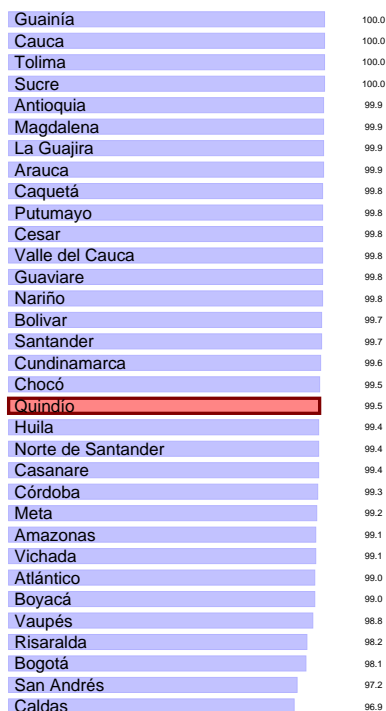 Guainía 100.0
Cauca 100.0
Tolima 100.0
Sucre 100.0
Antioquia 99.9
Magdalena 99.9
La Guajira 99.9
Arauca 99.9
Caquetá 99.8
Putumayo 99.8
Cesar 99.8
Valle del Cauca 99.8
Guaviare 99.8
Nariño 99.8
Bolivar 99.7
Santander 99.7
Cundinamarca 99.6
Chocó 99.5
Quindío 99.5
Huila 99.4
Norte de Santander 99.4
Casanare 99.4
Córdoba 99.3
Meta 99.2
Amazonas 99.1
Vichada 99.1
Atlántico 99.0
Boyacá 99.0
Vaupés 98.8
Risaralda 98.2
Bogotá 98.1
San Andrés 97.2
Caldas 96.9